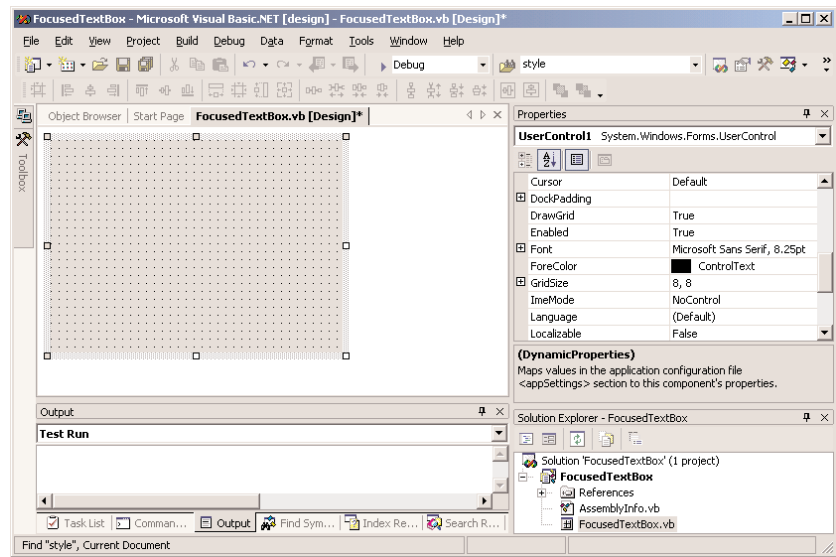 FocusedTextBox - Microsoft Visual Basic.NET [design] - FocusedTextBox.vb [Design]*
File Edit View Project Build Debug Data Format Tools Window Help
Debug style
Object Browser Start Page FocusedTextBox.vb [Design]*
Toolbox
Properties
UserControl1 System.Windows.Forms.UserControl
Cursor Default
DockPadding
DrawGrid True
Enabled True
Font Microsoft Sans Serif, 8.25pt
ForeColor ControlText
GridSize 8, 8
ImeMode NoControl
Language (Default)
Localizable False
(DynamicProperties)
Maps values in the application configuration file
<appSettings> section to this component's properties.
Output
Test Run
Task List Comman... Output Find Sym... Index Re... Search R...
Solution Explorer - FocusedTextBox
Solution 'FocusedTextBox' (1 project)
FocusedTextBox
References
AssemblyInfo.vb
FocusedTextBox.vb
Find "style", Current Document